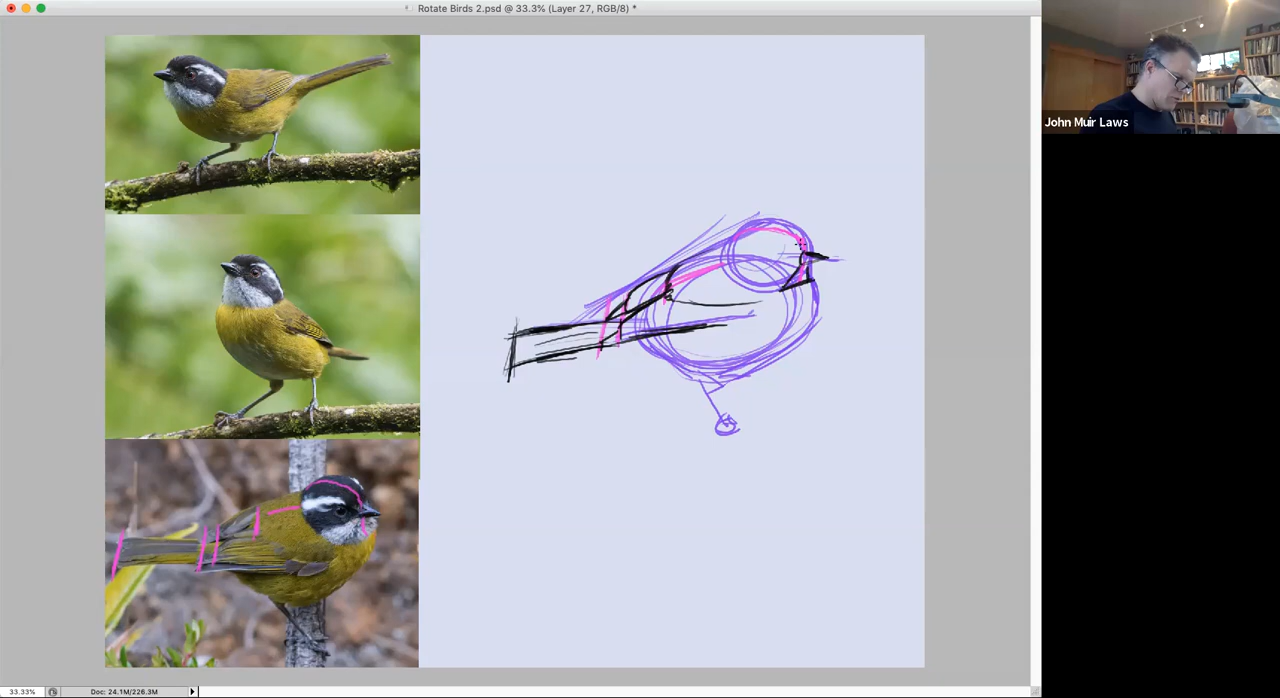 Rotate Birds 2.psd @ 33.3% (Layer 27, RGB/8) *
John Muir Laws
33.33%
Doc: 24.1M/226.3M